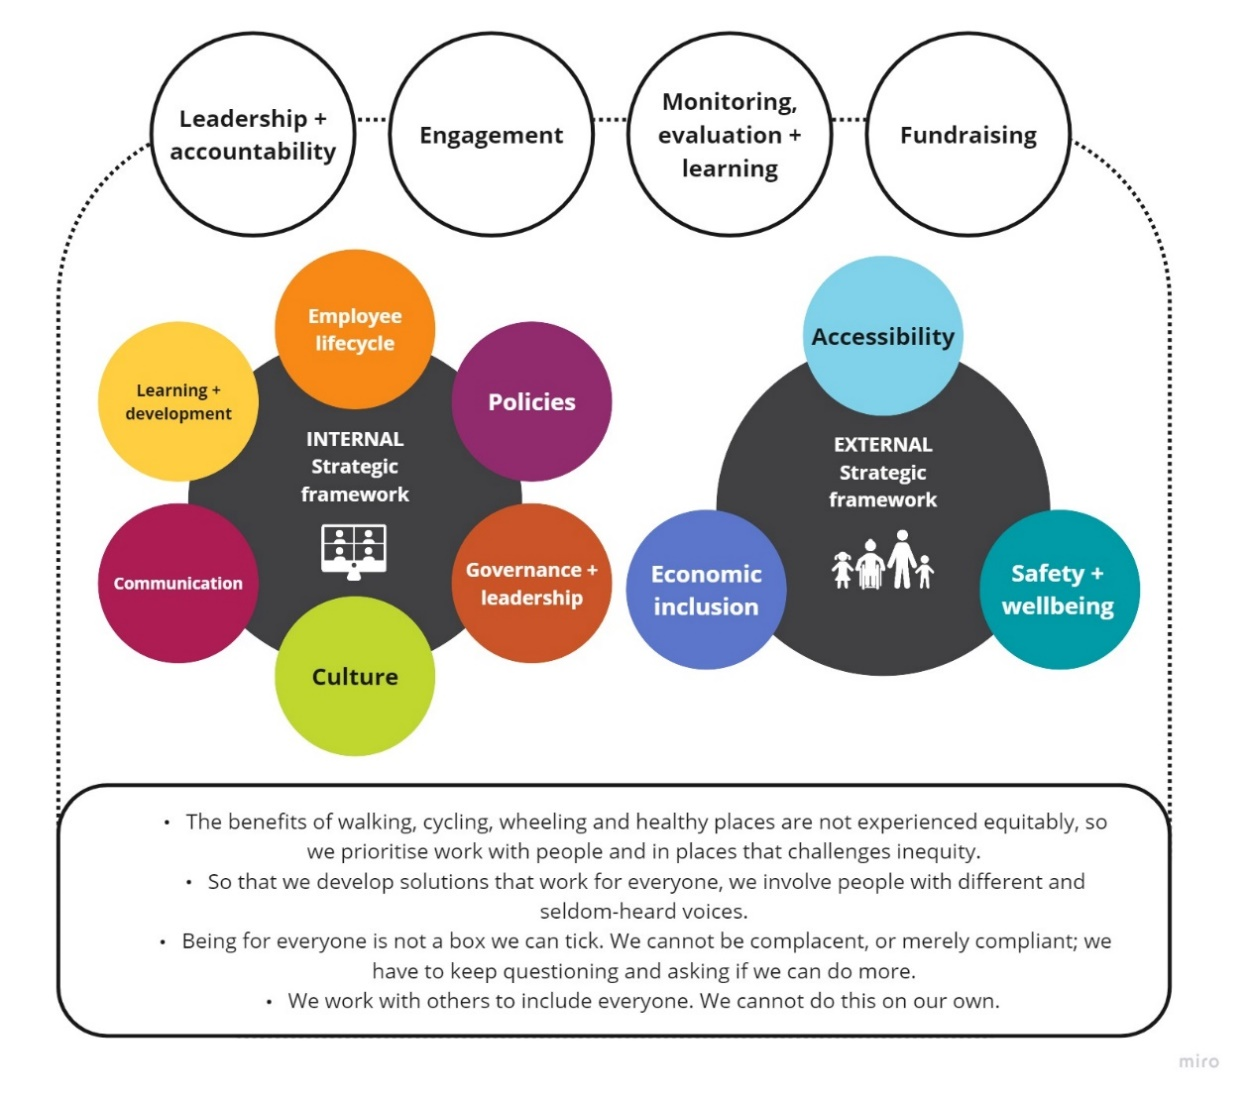 Leadership +
accountability
Engagement
Monitoring,
evaluation +
learning
Fundraising
Employee
lifecycle
Learning +
development
Policies
INTERNAL
Strategic
framework
Communication
Governance +
leadership
Culture
Accessibility
EXTERNAL
Strategic
framework
Economic
inclusion
Safety +
wellbeing
• The benefits of walking, cycling, wheeling and healthy places are not experienced equitably, so
we prioritise work with people and in places that challenges inequity.
• So that we develop solutions that work for everyone, we involve people with different and
seldom-heard voices.
• Being for everyone is not a box we can tick. We cannot be complacent, or merely compliant; we
have to keep questioning and asking if we can do more.
• We work with others to include everyone. We cannot do this on our own.
miro